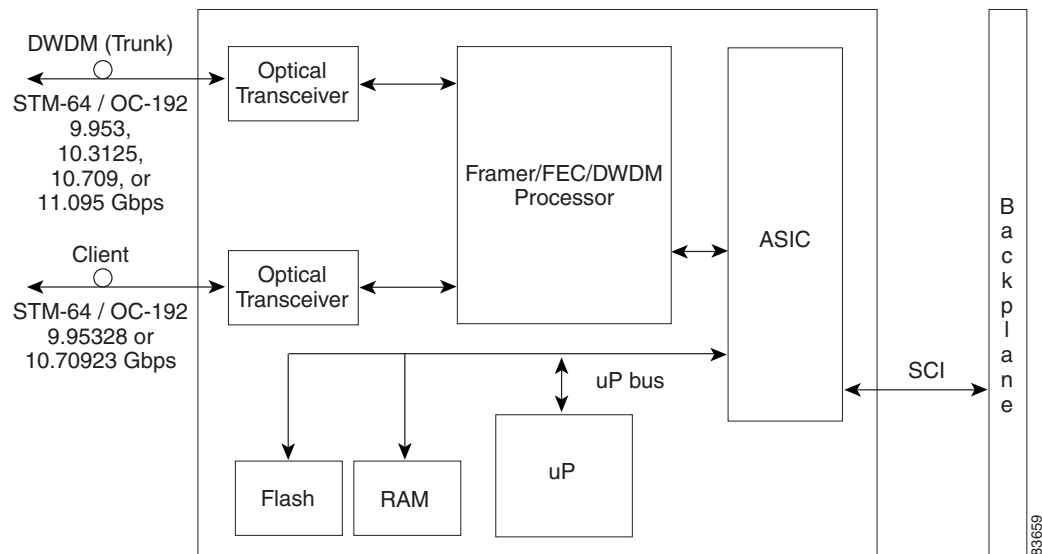 DWDM (Trunk)
STM-64 / OC-192
9.953,
10.3125,
10.709, or
11.095 Gbps
Optical
Transceiver
Framer/FEC/DWDM
Processor
ASIC
Client
STM-64 / OC-192
9.95328 or
10.70923 Gbps
Optical
Transceiver
uP bus
SCI
Flash
RAM
uP
Backplane
83659